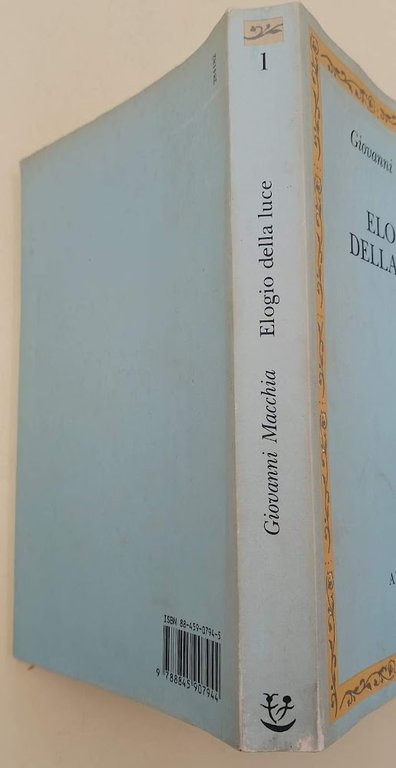 1
Giovanni Macchia Elogio della luce
Giovanni
ELO
DELLA
A
ISBN 88-459-0794-5
9 788845 907944